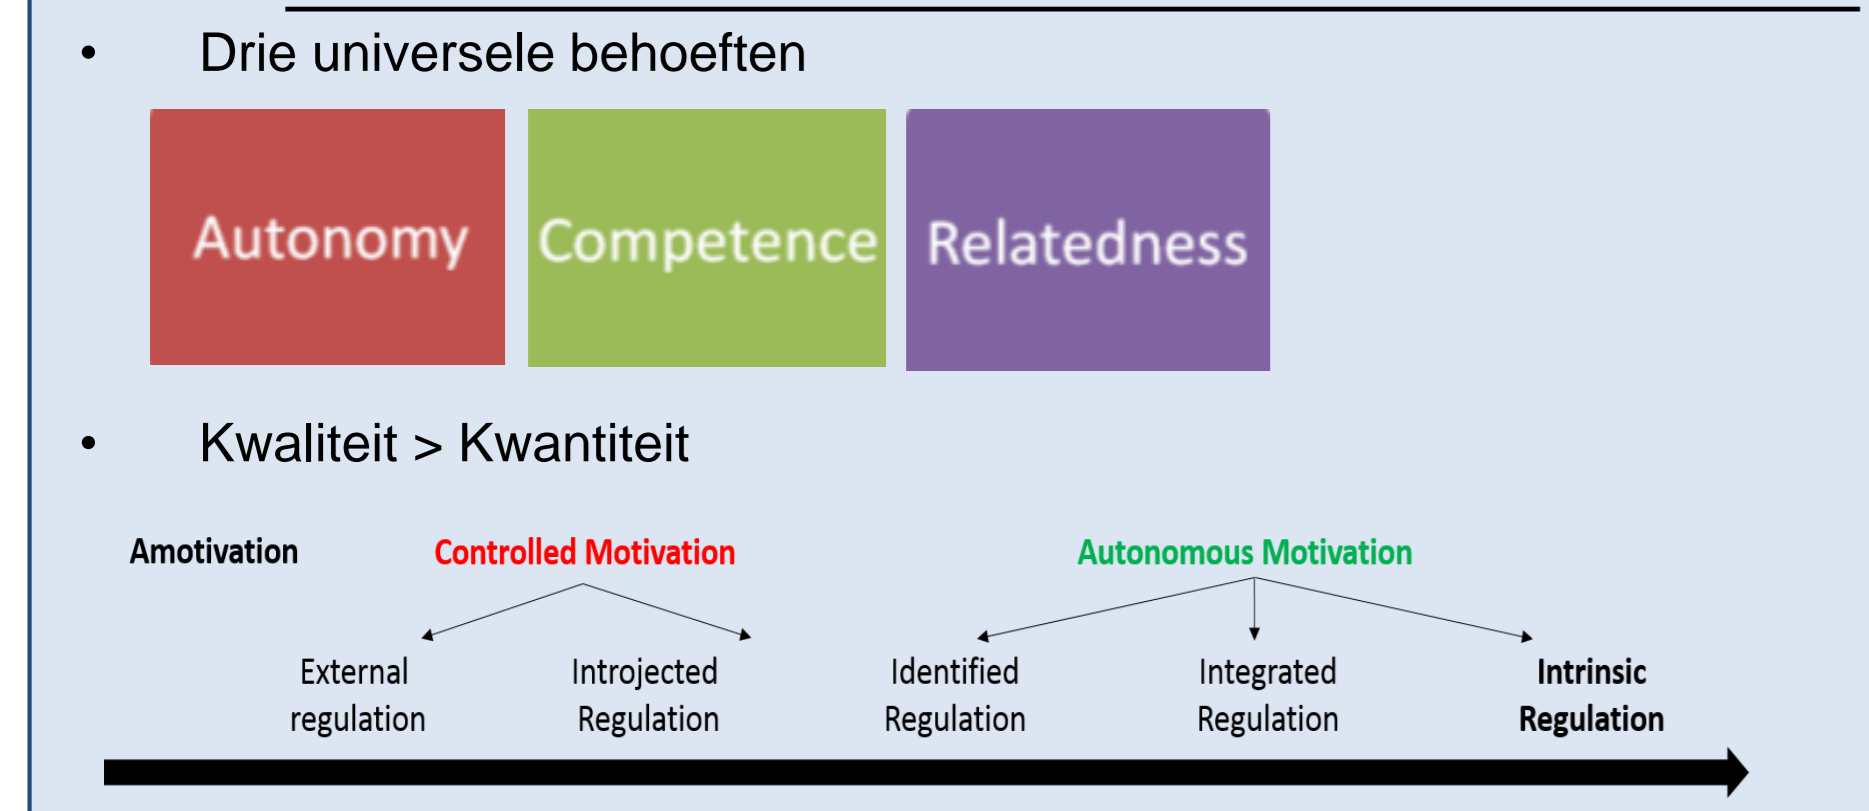 • Drie universele behoeften
Autonomy Competence Relatedness
• Kwaliteit > Kwantiteit
Amotivation Controlled Motivation Autonomous Motivation
External Introjected Identified Integrated Intrinsic
regulation Regulation Regulation Regulation Regulation